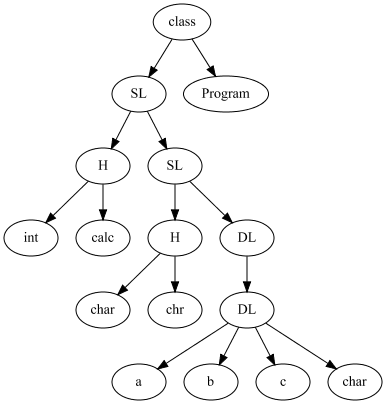 class
SL Program
H SL
int calc H DL
char chr DL
a b c char